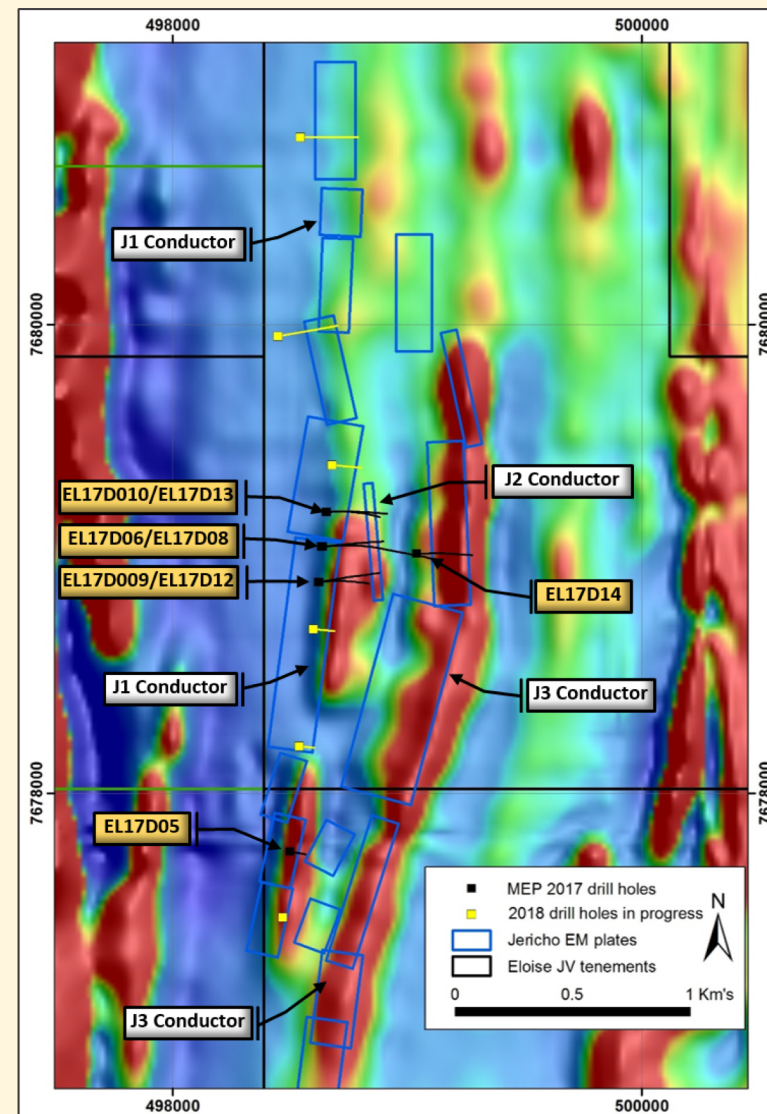 498000
500000
7680000
7680000
J1 Conductor
J2 Conductor
EL17D010/EL17D13
EL17D06/EL17D08
EL17D009/EL17D12
EL17D14
J1 Conductor
J3 Conductor
7678000
7678000
EL17D05
J3 Conductor
MEP 2017 drill holes
2018 drill holes in progress
Jericho EM plates
Eloise JV tenements
N
0 0.5 1 Km's
498000
500000